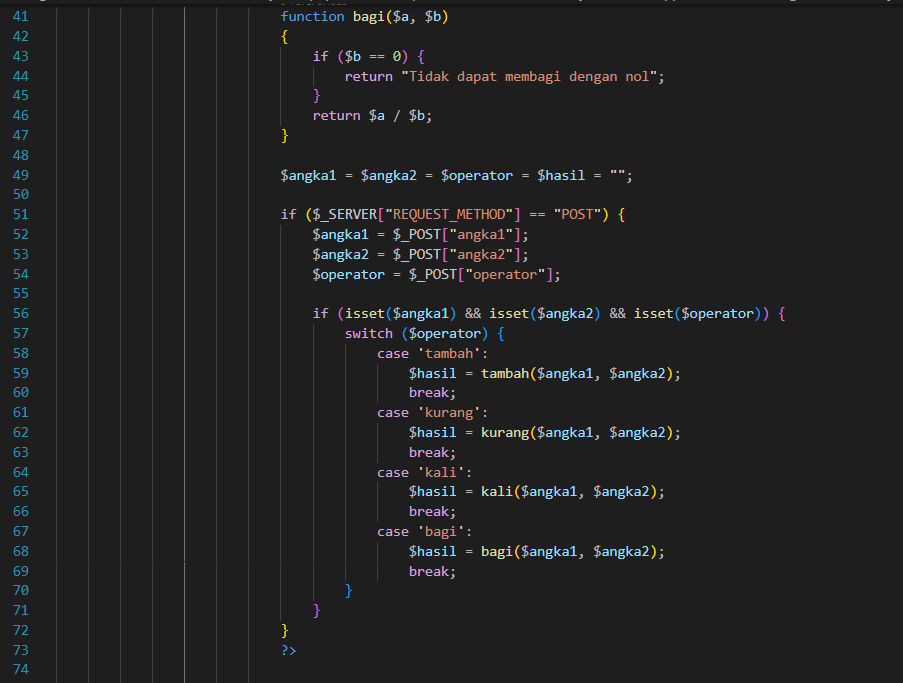 41 function bagi($a, $b)
42 {
43 if ($b == 0) {
44 return "Tidak dapat membagi dengan nol";
45 }
46 return $a / $b;
47 }
48
49 $angka1 = $angka2 = $operator = $hasil = "";
50
51 if ($_SERVER["REQUEST_METHOD"] == "POST") {
52 $angka1 = $_POST["angka1"];
53 $angka2 = $_POST["angka2"];
54 $operator = $_POST["operator"];
55
56 if (isset($angka1) && isset($angka2) && isset($operator)) {
57 switch ($operator) {
58 case 'tambah':
59 $hasil = tambah($angka1, $angka2);
60 break;
61 case 'kurang':
62 $hasil = kurang($angka1, $angka2);
63 break;
64 case 'kali':
65 $hasil = kali($angka1, $angka2);
66 break;
67 case 'bagi':
68 $hasil = bagi($angka1, $angka2);
69 break;
70 }
71 }
72 }
73 ?>
74